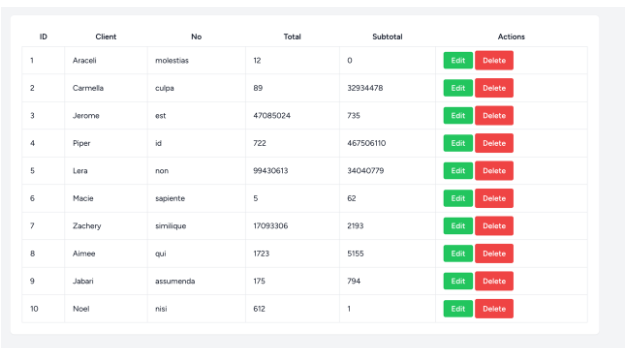 ID Client No Total Subtotal Actions
1 Araceli molestias 12 0 Edit Delete
2 Carmella culpa 89 32934478 Edit Delete
3 Jerome est 47085024 735 Edit Delete
4 Piper id 722 467506110 Edit Delete
5 Lera non 99430613 34040779 Edit Delete
6 Macie sapiente 5 62 Edit Delete
7 Zachery similique 17093306 2193 Edit Delete
8 Aimee qui 1723 5155 Edit Delete
9 Jabari assumenda 175 794 Edit Delete
10 Noel nisi 612 1 Edit Delete